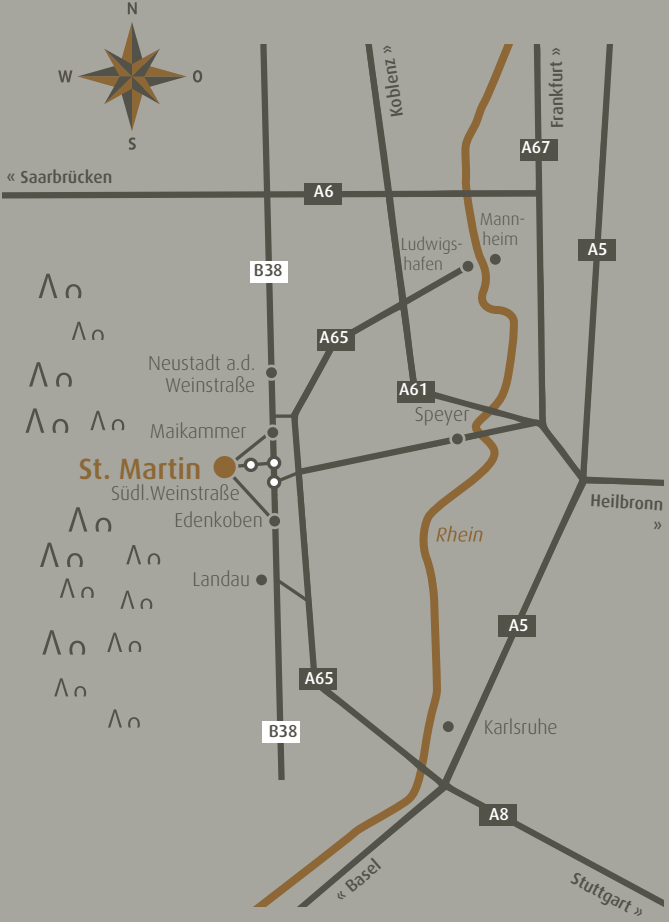 N
W
O
S
Koblenz »
Frankfurt »
A67
« Saarbrücken
A6
Mann-
heim
Ludwigs-
hafen
A5
B38
A65
Neustadt a.d.
Weinstraße
A61
Speyer
Maikammer
St. Martin
Südl.Weinstraße
Heilbronn
»
Edenkoben
Rhein
Landau
A5
A65
B38
Karlsruhe
A8
« Basel
Stuttgart »